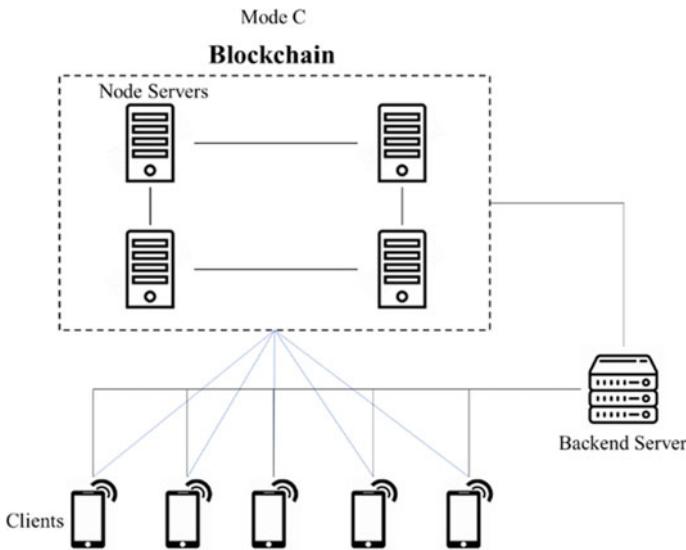 Mode C
Blockchain
Node Servers
Backend Server
Clients